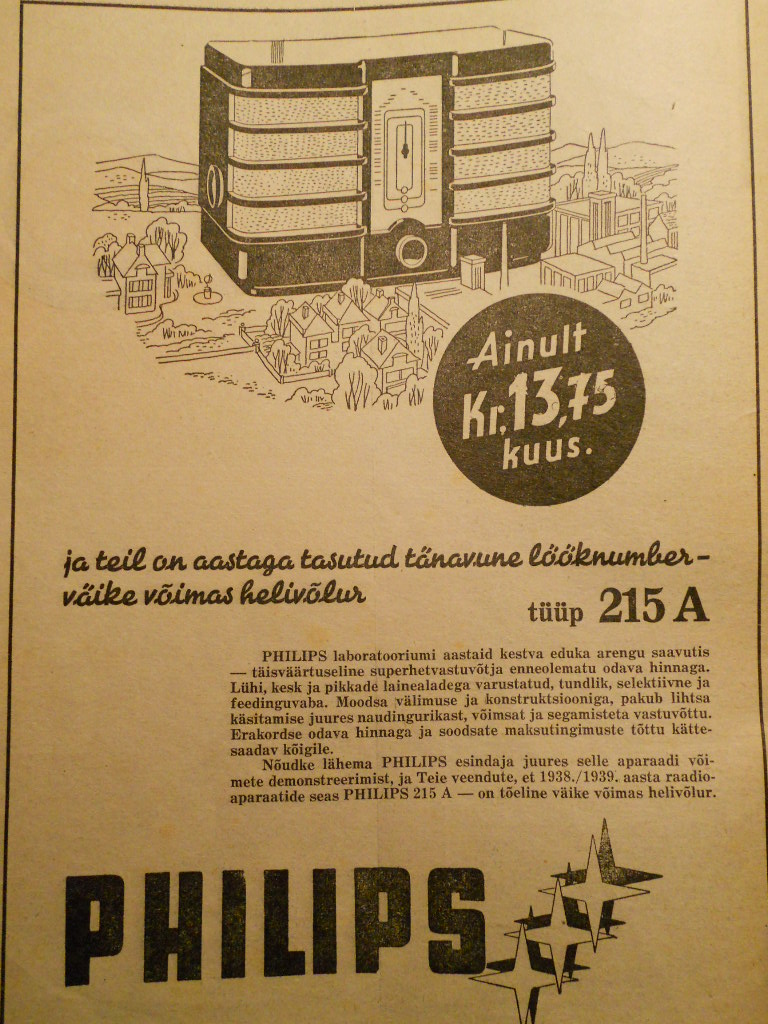 Ainult
Kr. 13,75
kuus.
ja teil on aastaga tasutud tänavune lööknumber –
väike võimas helivõlur
tüüp 215 A
PHILIPS laboratooriumi aastaid kestva eduka arengu saavutis
— täisväärtuseline superhetvastuvõtja enneolematu odava hinnaga.
Lühi, kesk ja pikkade lainealadega varustatud, tundlik, selektiivne ja
feedinguvaba. Moodsa välimuse ja konstruktsiooniga, pakub lihtsa
käsitamise juures naudingurikast, võimsat ja segamisteta vastuvõttu.
Erakordse odava hinnaga ja soodsate maksutingimuste tõttu kätte-
saadav kõigile.
Nõudke lähema PHILIPS esindaja juures selle aparaadi või-
mete demonstreerimist, ja Teie veendute, et 1938./1939. aasta raadio-
aparaatide seas PHILIPS 215 A — on tõeline väike võimas helivõlur.
PHILIPS